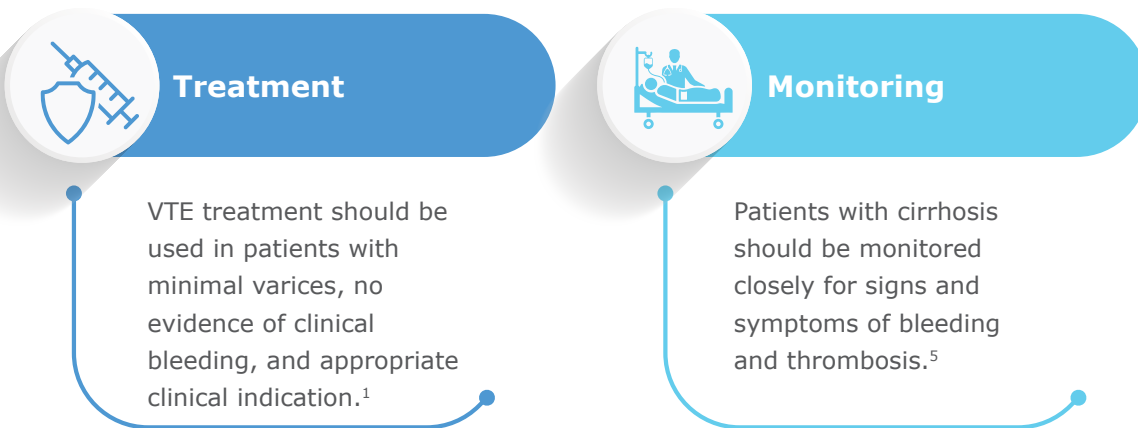 Treatment
VTE treatment should be
used in patients with
minimal varices, no
evidence of clinical
bleeding, and appropriate
clinical indication.1
Monitoring
Patients with cirrhosis
should be monitored
closely for signs and
symptoms of bleeding
and thrombosis.5